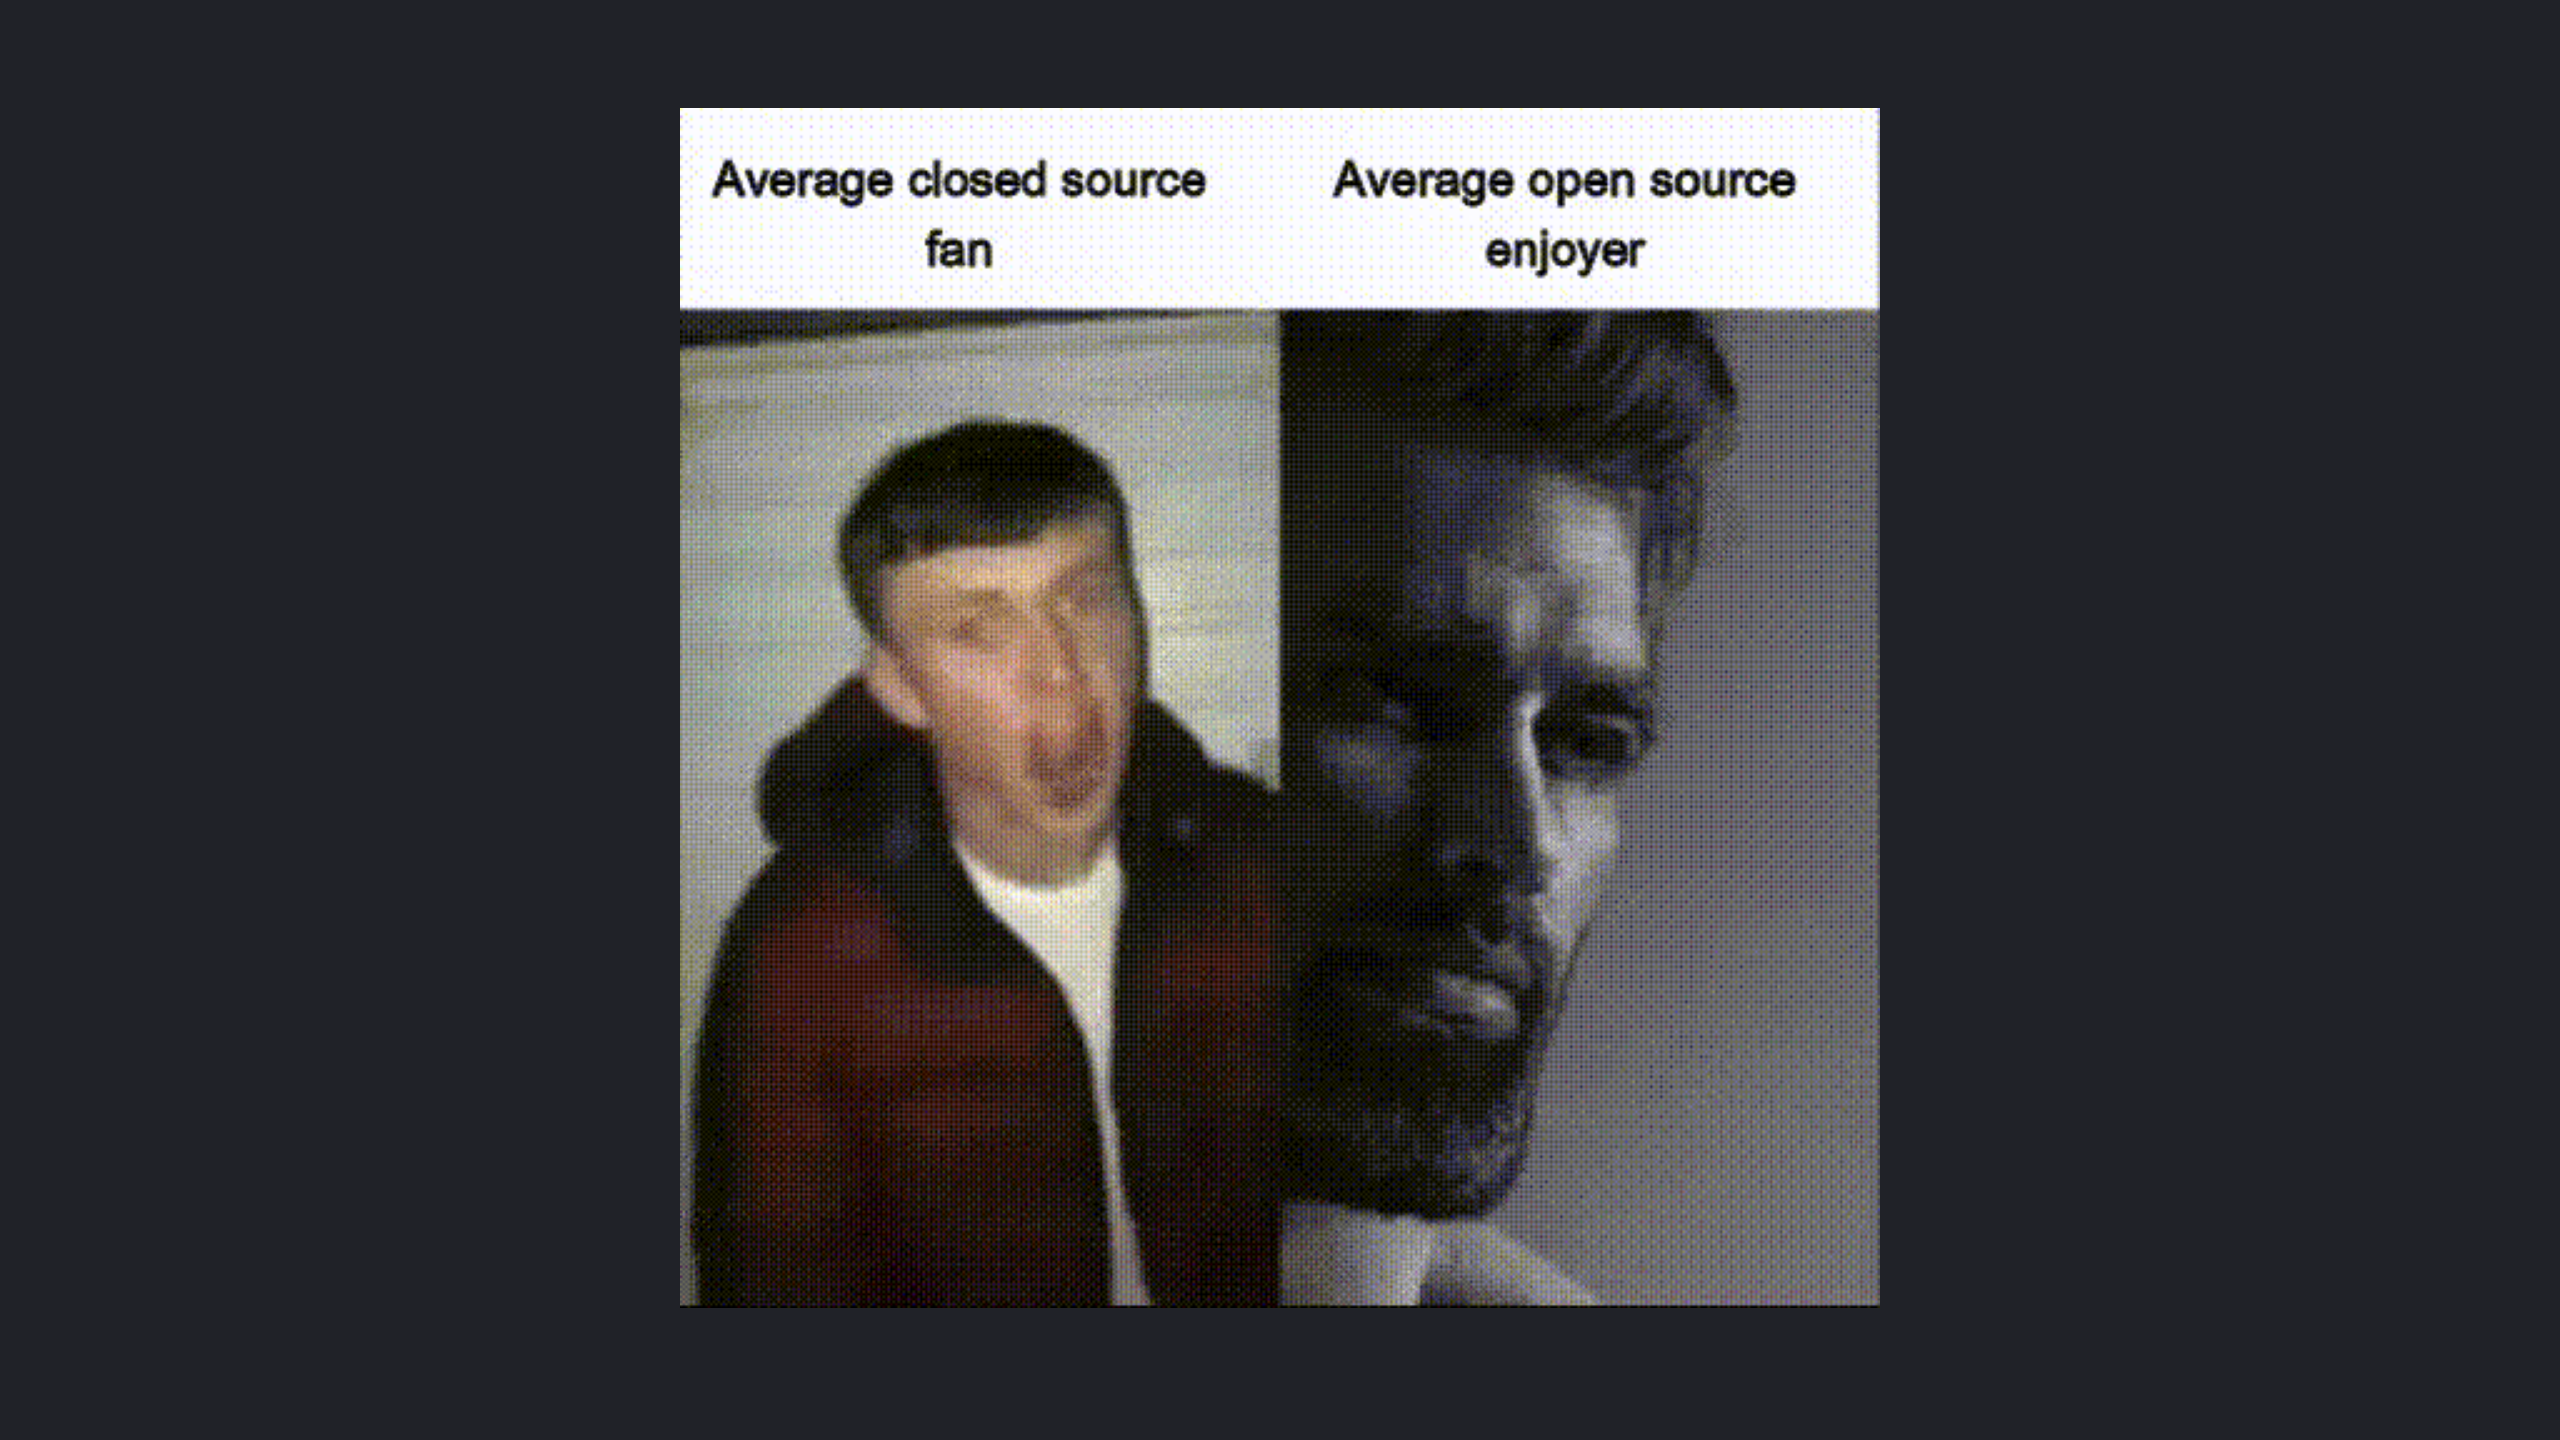 Average closed source
fan
Average open source
enjoyer